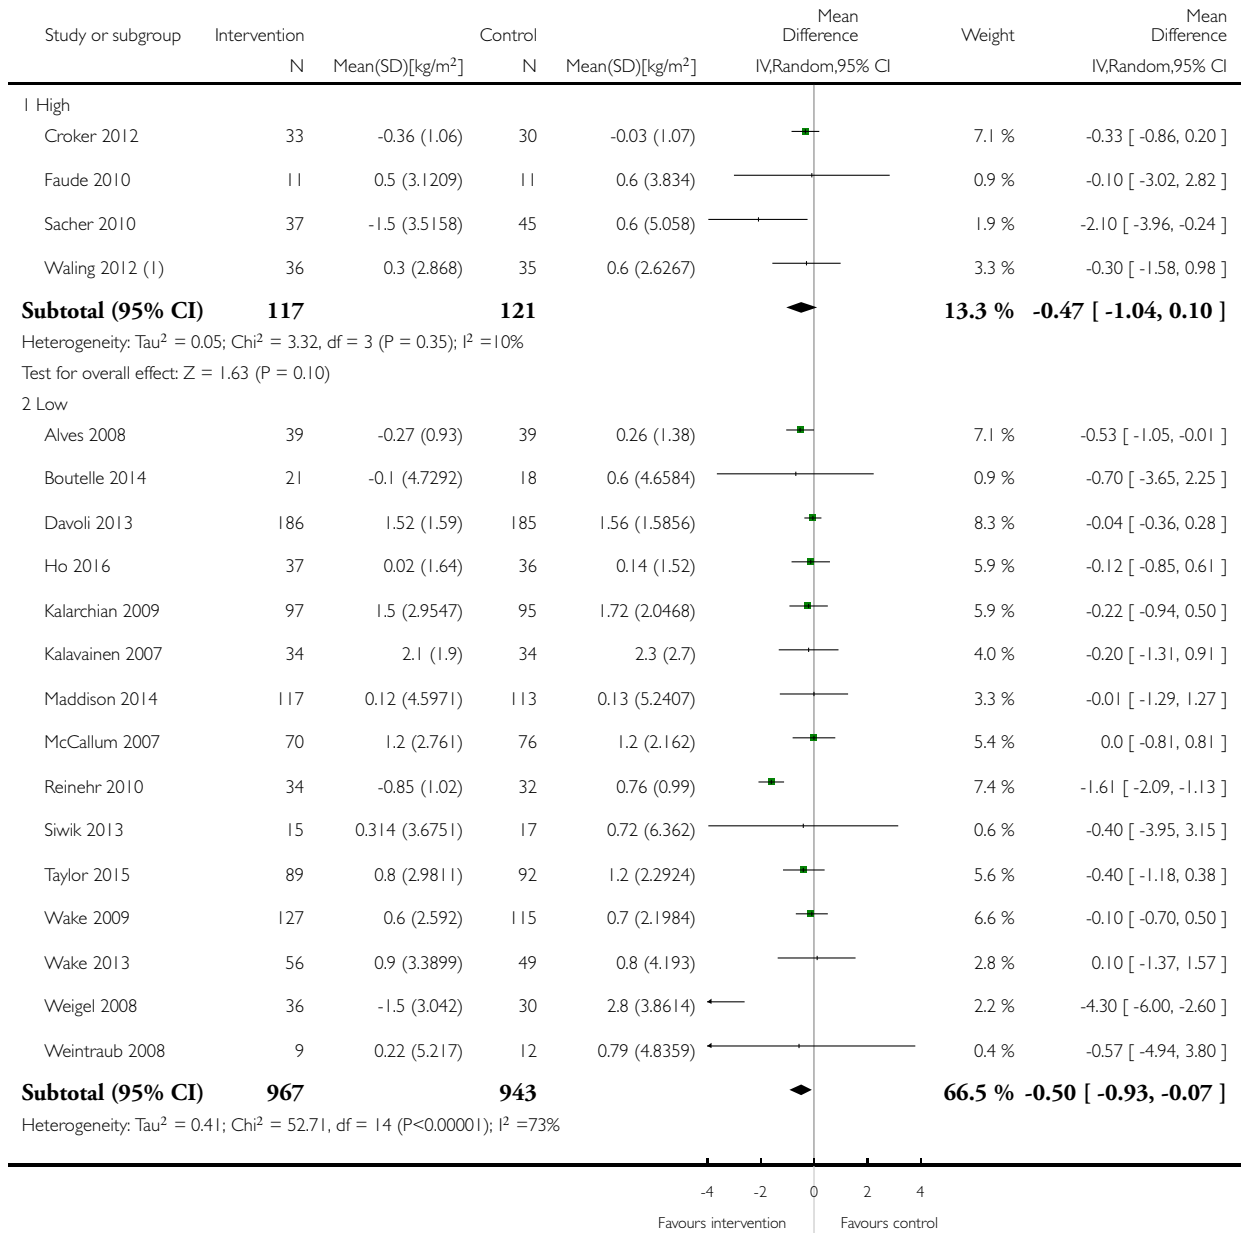 Study or subgroup Intervention Control Mean Difference Weight Mean Difference
N Mean(SD)[kg/m²] N Mean(SD)[kg/m²] IV,Random,95% CI IV,Random,95% CI
1 High
Croker 2012 33 -0.36 (1.06) 30 -0.03 (1.07) 7.1 % -0.33 [ -0.86, 0.20 ]
Faude 2010 11 0.5 (3.1209) 11 0.6 (3.834) 0.9 % -0.10 [ -3.02, 2.82 ]
Sacher 2010 37 -1.5 (3.5158) 45 0.6 (5.058) 1.9 % -2.10 [ -3.96, -0.24 ]
Waling 2012 (1) 36 0.3 (2.868) 35 0.6 (2.6267) 3.3 % -0.30 [ -1.58, 0.98 ]
Subtotal (95% CI) 117 121 13.3 % -0.47 [ -1.04, 0.10 ]
Heterogeneity: Tau² = 0.05; Chi² = 3.32, df = 3 (P = 0.35); I² =10%
Test for overall effect: Z = 1.63 (P = 0.10)
2 Low
Alves 2008 39 -0.27 (0.93) 39 0.26 (1.38) 7.1 % -0.53 [ -1.05, -0.01 ]
Boutelle 2014 21 -0.1 (4.7292) 18 0.6 (4.6584) 0.9 % -0.70 [ -3.65, 2.25 ]
Davoli 2013 186 1.52 (1.59) 185 1.56 (1.5856) 8.3 % -0.04 [ -0.36, 0.28 ]
Ho 2016 37 0.02 (1.64) 36 0.14 (1.52) 5.9 % -0.12 [ -0.85, 0.61 ]
Kalarchian 2009 97 1.5 (2.9547) 95 1.72 (2.0468) 5.9 % -0.22 [ -0.94, 0.50 ]
Kalavainen 2007 34 2.1 (1.9) 34 2.3 (2.7) 4.0 % -0.20 [ -1.31, 0.91 ]
Maddison 2014 117 0.12 (4.5971) 113 0.13 (5.2407) 3.3 % -0.01 [ -1.29, 1.27 ]
McCallum 2007 70 1.2 (2.761) 76 1.2 (2.162) 5.4 % 0.0 [ -0.81, 0.81 ]
Reinehr 2010 34 -0.85 (1.02) 32 0.76 (0.99) 7.4 % -1.61 [ -2.09, -1.13 ]
Siwik 2013 15 0.314 (3.6751) 17 0.72 (6.362) 0.6 % -0.40 [ -3.95, 3.15 ]
Taylor 2015 89 0.8 (2.9811) 92 1.2 (2.2924) 5.6 % -0.40 [ -1.18, 0.38 ]
Wake 2009 127 0.6 (2.592) 115 0.7 (2.1984) 6.6 % -0.10 [ -0.70, 0.50 ]
Wake 2013 56 0.9 (3.3899) 49 0.8 (4.193) 2.8 % 0.10 [ -1.37, 1.57 ]
Weigel 2008 36 -1.5 (3.042) 30 2.8 (3.8614) 2.2 % -4.30 [ -6.00, -2.60 ]
Weintraub 2008 9 0.22 (5.217) 12 0.79 (4.8359) 0.4 % -0.57 [ -4.94, 3.80 ]
Subtotal (95% CI) 967 943 66.5 % -0.50 [ -0.93, -0.07 ]
Heterogeneity: Tau² = 0.41; Chi² = 52.71, df = 14 (P<0.00001); I² =73%
-4 -2 0 2 4
Favours intervention Favours control